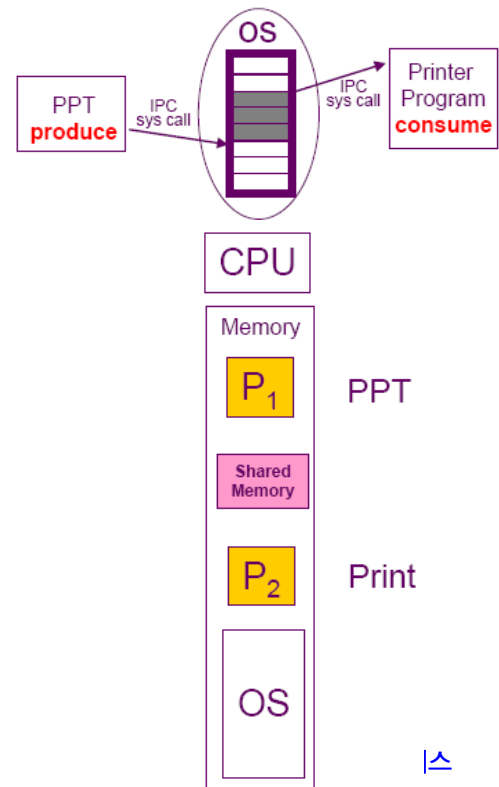 OS
PPT
produce
IPC
sys call
IPC
sys call
Printer
Program
consume
CPU
Memory
P₁
PPT
Shared
Memory
P₂
Print
OS
스